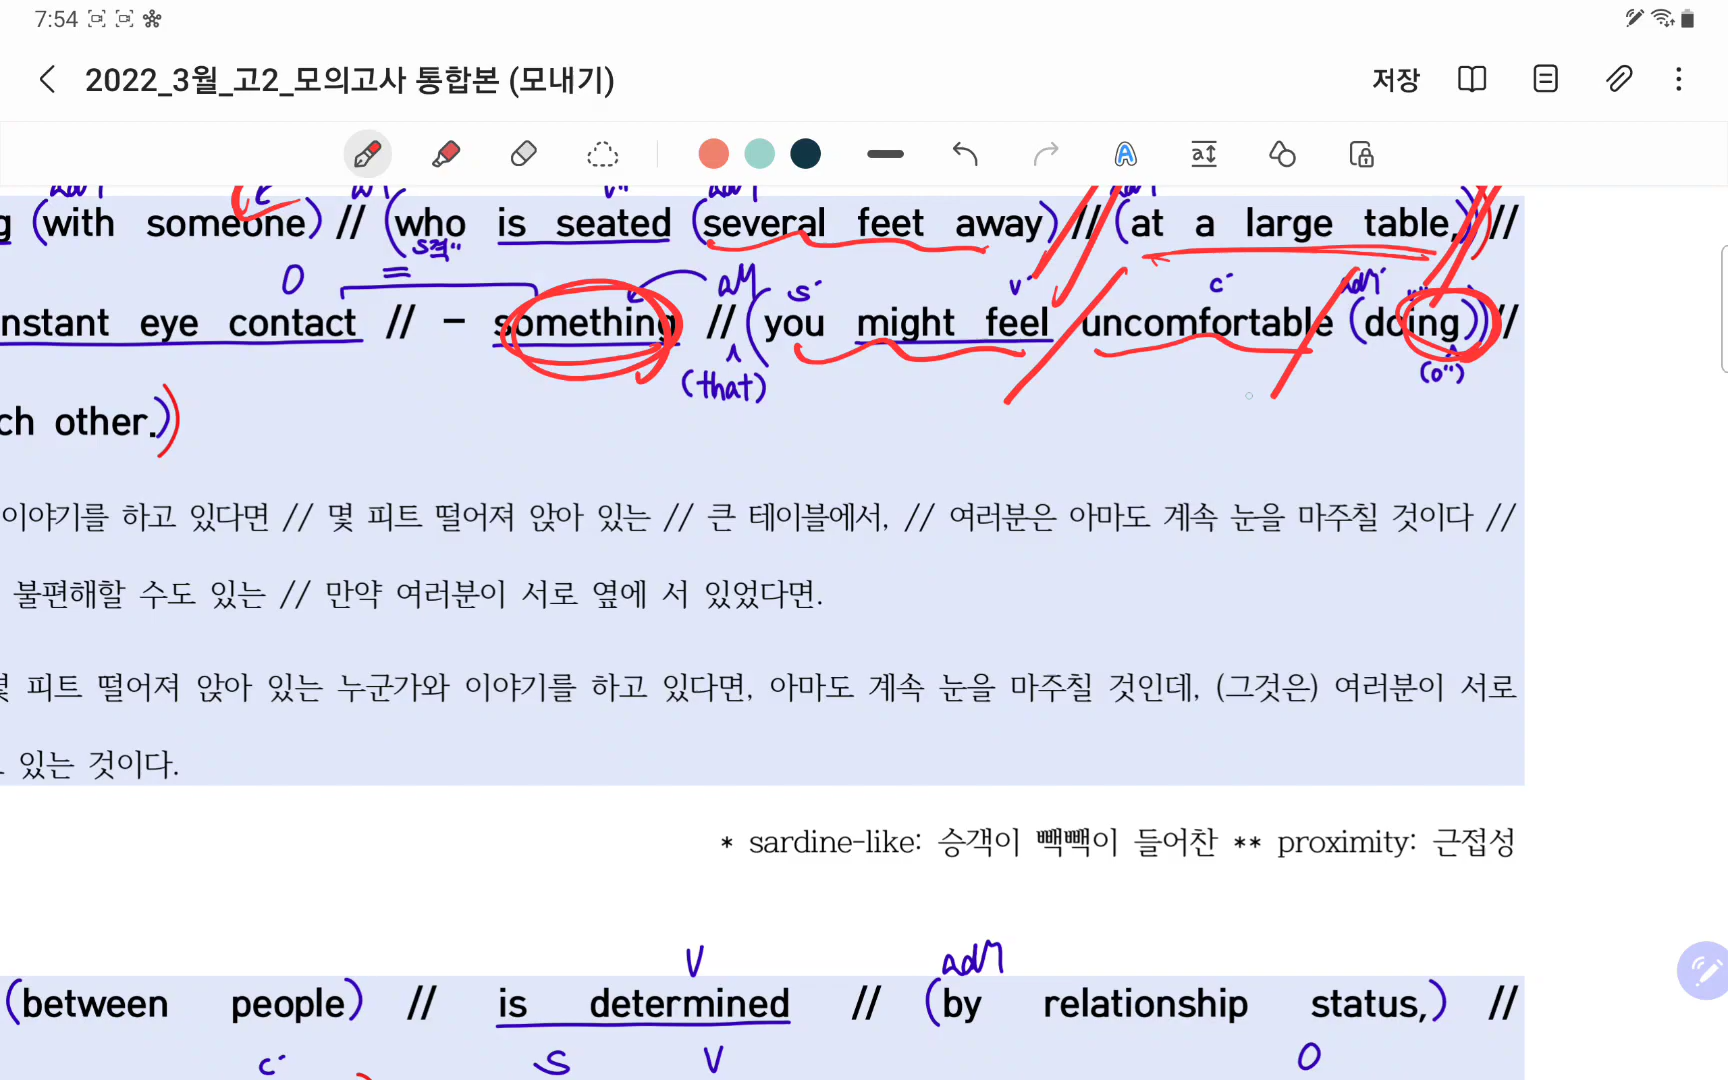 7:54
2022_3월_고2_모의고사 통합본 (모내기)
저장
g (with someone) // (who is seated (several feet away) // (at a large table,)) //
O = S격"
adM S' V' C' adM'
nstant eye contact // - something // (you might feel uncomfortable (doing)) //
(that) (o")
ch other.))
이야기를 하고 있다면 // 몇 피트 떨어져 앉아 있는 // 큰 테이블에서, // 여러분은 아마도 계속 눈을 마주칠 것이다 //
불편해할 수도 있는 // 만약 여러분이 서로 옆에 서 있었다면.
피트 떨어져 앉아 있는 누군가와 이야기를 하고 있다면, 아마도 계속 눈을 마주칠 것인데, (그것은) 여러분이 서로
있는 것이다.
* sardine-like: 승객이 빽빽이 들어찬 ** proximity: 근접성
V adM
(between people) // is determined // (by relationship status,) //
C' S V O